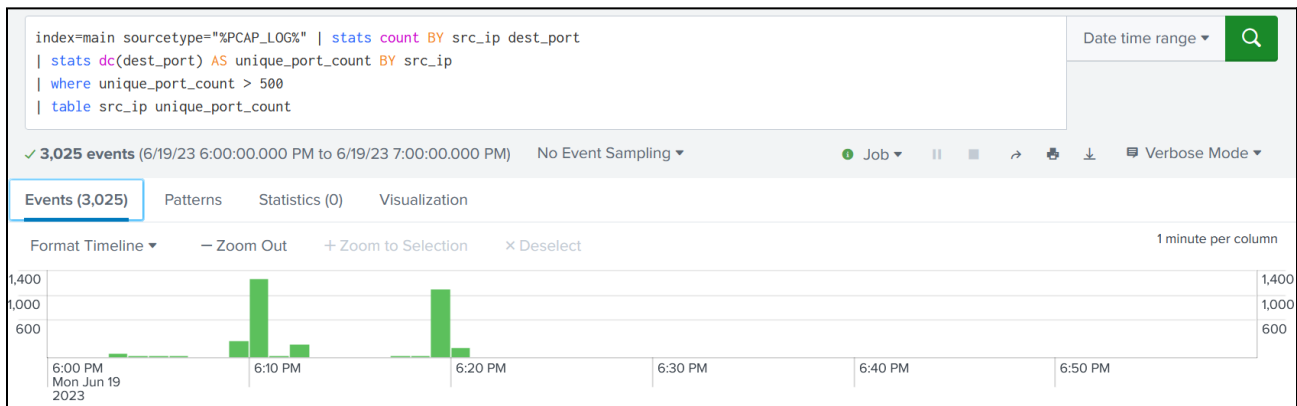 index=main sourcetype="%PCAP_LOG%" | stats count BY src_ip dest_port
| stats dc(dest_port) AS unique_port_count BY src_ip
| where unique_port_count > 500
| table src_ip unique_port_count
Date time range ▾
✓ 3,025 events (6/19/23 6:00:00.000 PM to 6/19/23 7:00:00.000 PM) No Event Sampling ▾ Job ▾ Verbose Mode ▾
Events (3,025) Patterns Statistics (0) Visualization
Format Timeline ▾ — Zoom Out + Zoom to Selection × Deselect 1 minute per column
1,400 1,400
1,000 1,000
600 600
6:00 PM 6:10 PM 6:20 PM 6:30 PM 6:40 PM 6:50 PM
Mon Jun 19
2023